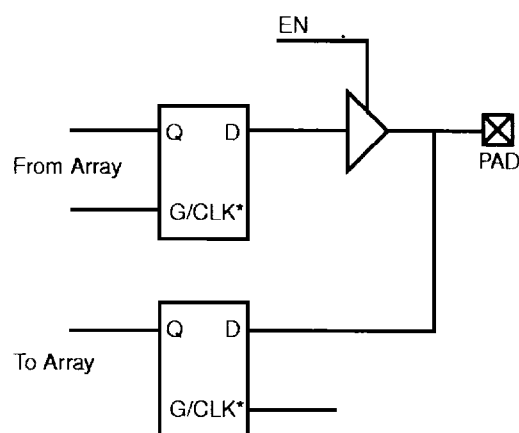 EN
Q D
PAD
From Array
G/CLK*
Q D
To Array
G/CLK*